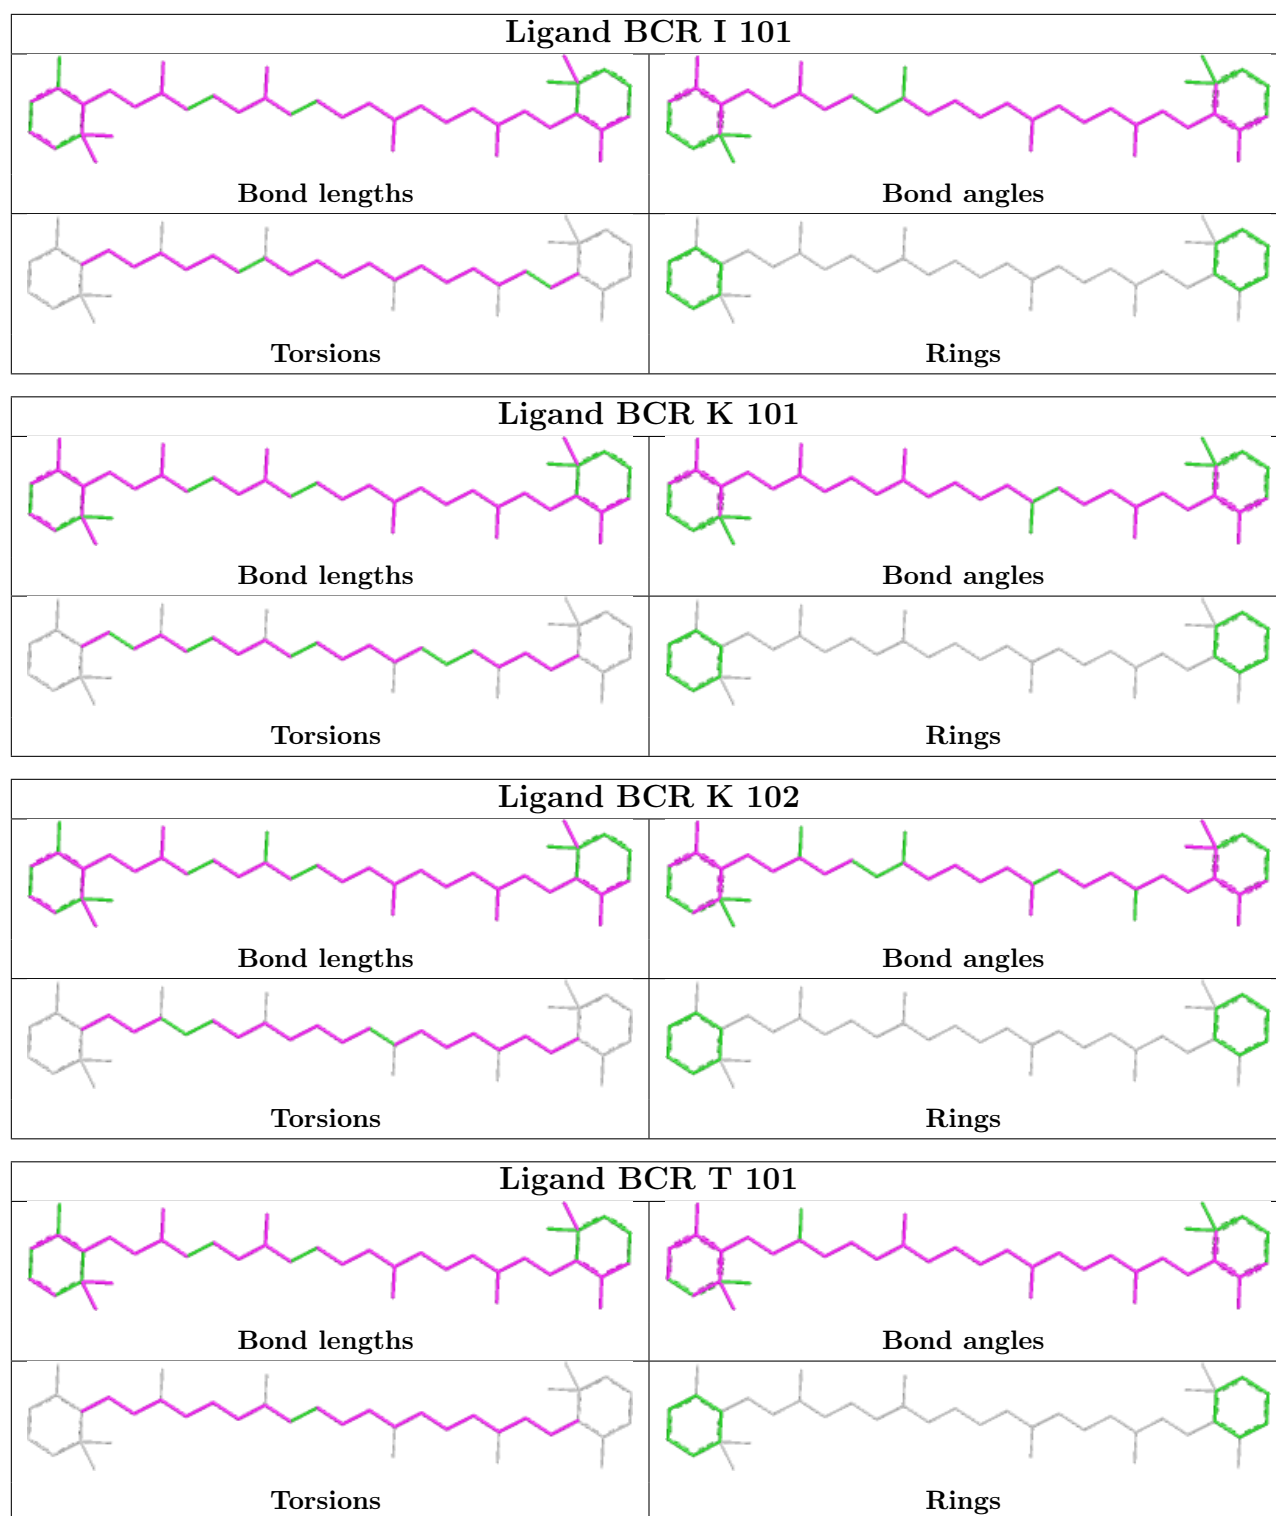 Ligand BCR I 101
Bond lengths
Bond angles
Torsions
Rings
Ligand BCR K 101
Bond lengths
Bond angles
Torsions
Rings
Ligand BCR K 102
Bond lengths
Bond angles
Torsions
Rings
Ligand BCR T 101
Bond lengths
Bond angles
Torsions
Rings